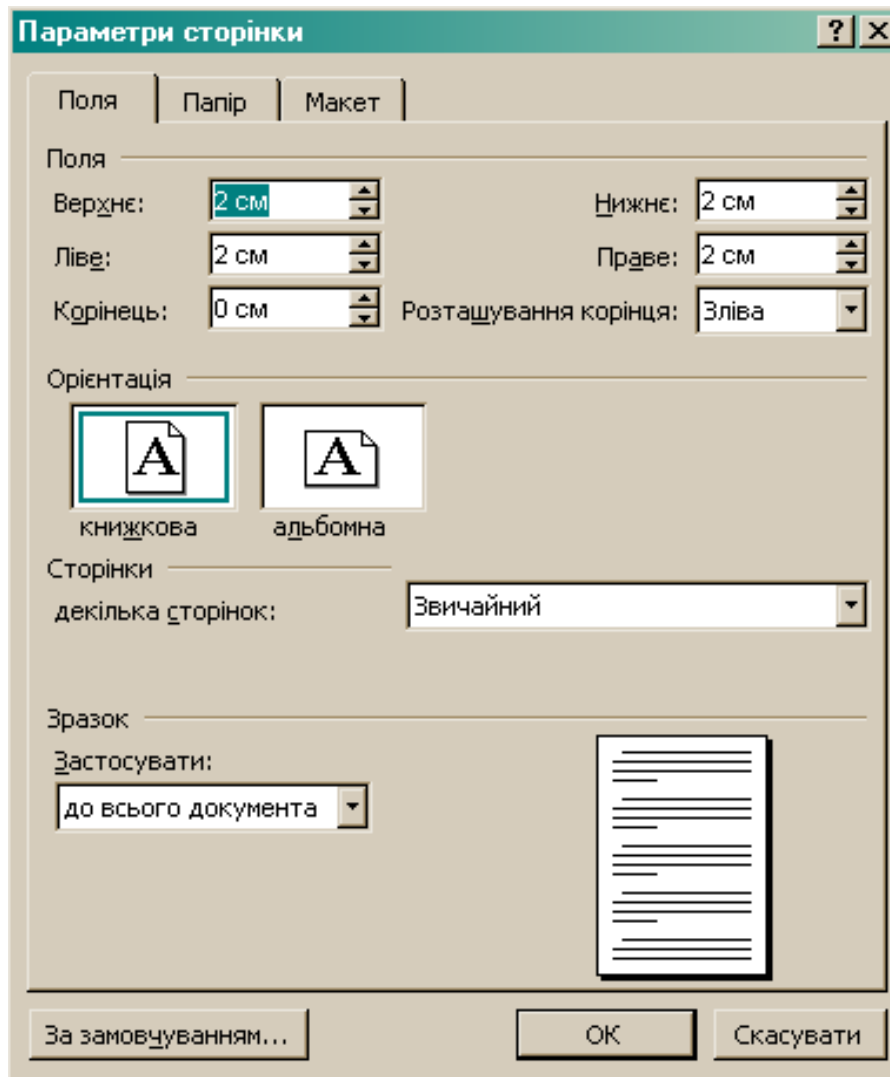 Параметри сторінки
Поля Папір Макет
Поля
Верхнє: 2 см Нижнє: 2 см
Ліве: 2 см Праве: 2 см
Корінець: 0 см Розташування корінця: Зліва
Орієнтація
A A
книжкова альбомна
Сторінки
декілька сторінок: Звичайний
Зразок
Застосувати:
до всього документа
За замовчуванням... ОК Скасувати